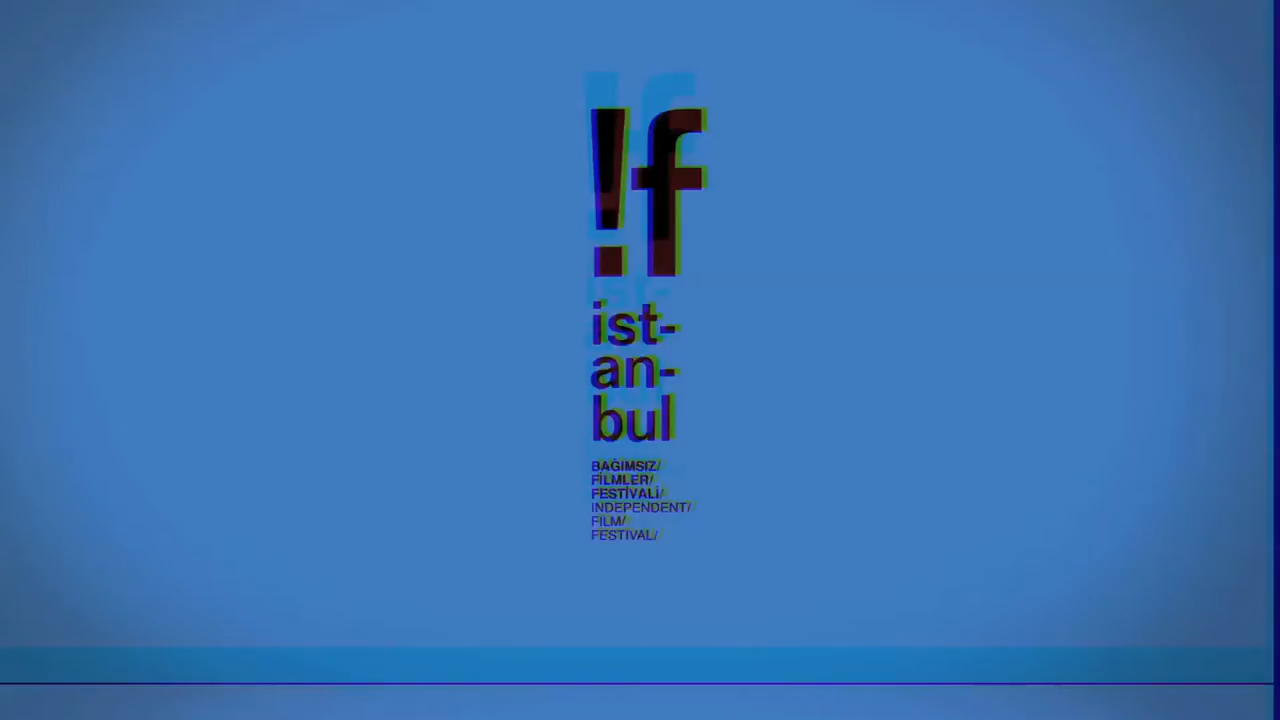 !f
ist-
an-
bul
BAĞIMSIZ/
FİLMLER/
FESTİVALİ/
INDEPENDENT/
FILM/
FESTIVAL/